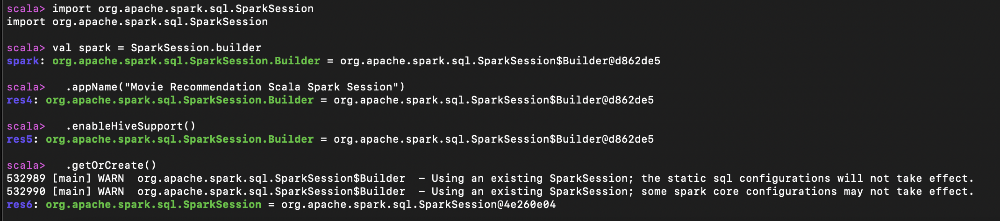 scala> import org.apache.spark.sql.SparkSession
import org.apache.spark.sql.SparkSession
scala> val spark = SparkSession.builder
spark: org.apache.spark.sql.SparkSession.Builder = org.apache.spark.sql.SparkSession$Builder@d862de5
scala>   .appName("Movie Recommendation Scala Spark Session")
res4: org.apache.spark.sql.SparkSession.Builder = org.apache.spark.sql.SparkSession$Builder@d862de5
scala>   .enableHiveSupport()
res5: org.apache.spark.sql.SparkSession.Builder = org.apache.spark.sql.SparkSession$Builder@d862de5
scala>   .getOrCreate()
532989 [main] WARN  org.apache.spark.sql.SparkSession$Builder  – Using an existing SparkSession; the static sql configurations will not take effect.
532990 [main] WARN  org.apache.spark.sql.SparkSession$Builder  – Using an existing SparkSession; some spark core configurations may not take effect.
res6: org.apache.spark.sql.SparkSession = org.apache.spark.sql.SparkSession@4e260e04